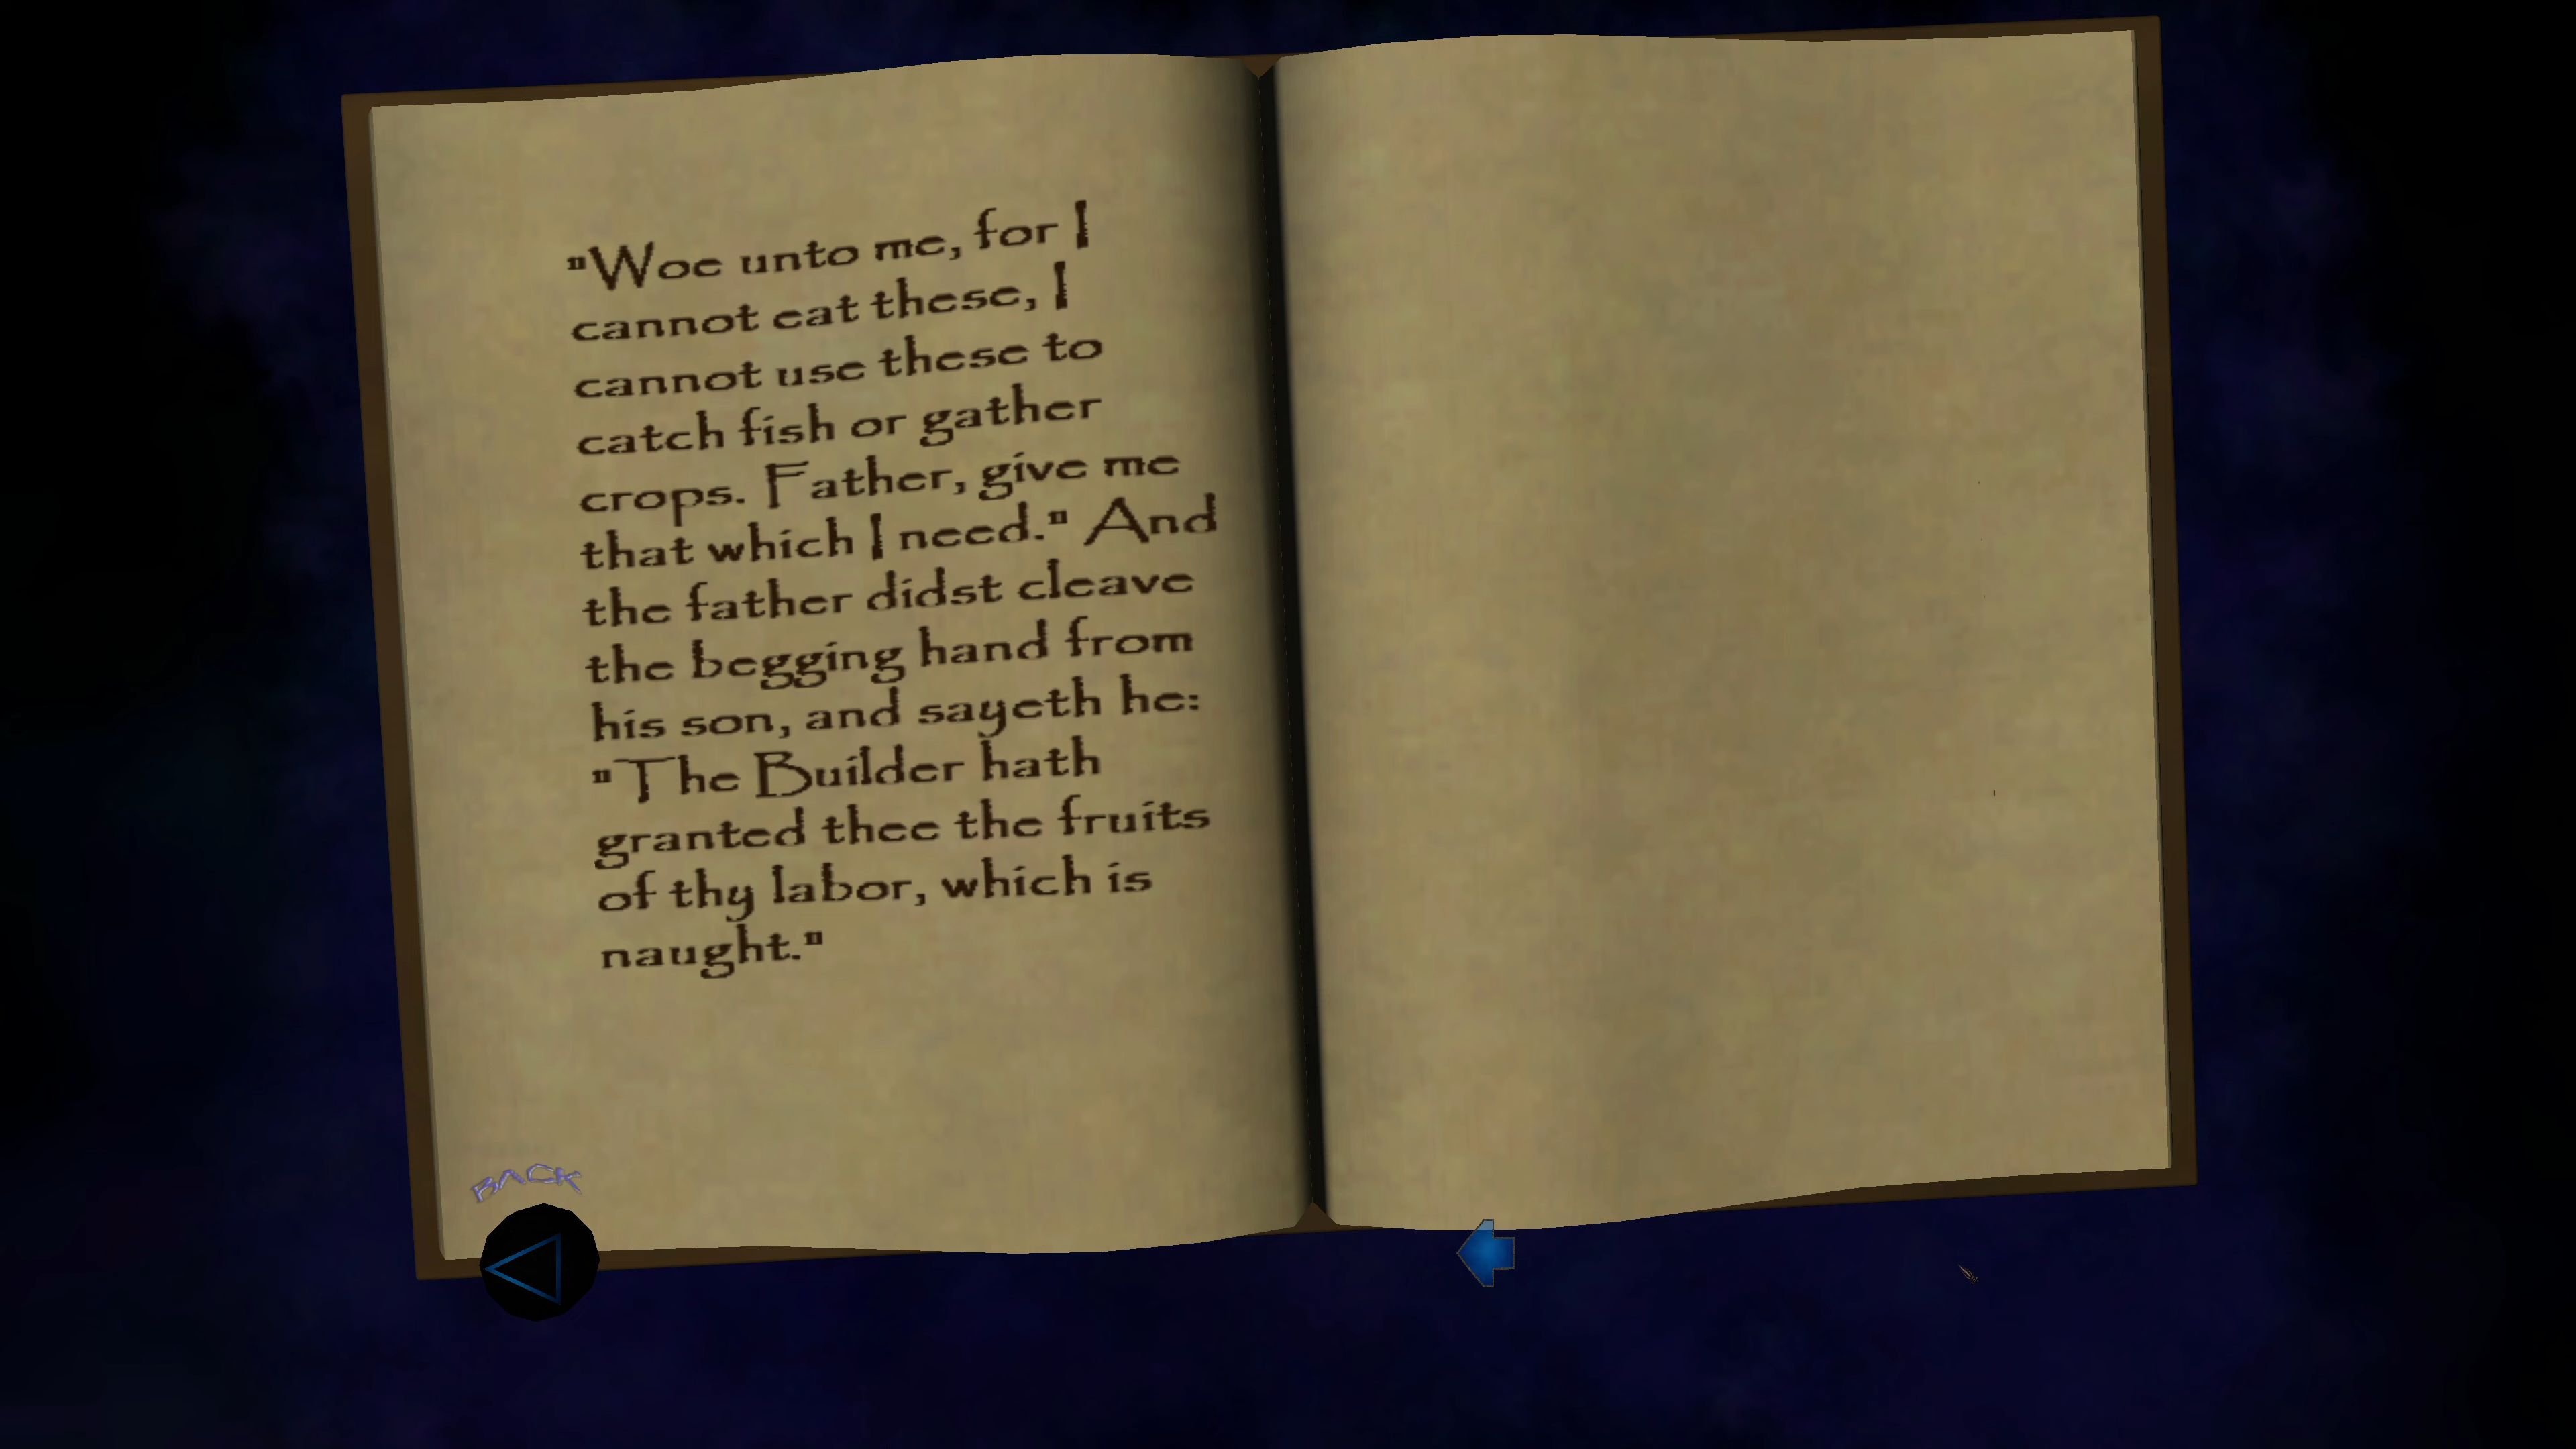 "Woe unto me, for I
cannot eat these, I
cannot use these to
catch fish or gather
crops. Father, give me
that which I need." And
the father didst cleave
the begging hand from
his son, and sayeth he:
"The Builder hath
granted thee the fruits
of thy labor, which is
naught."
BACK